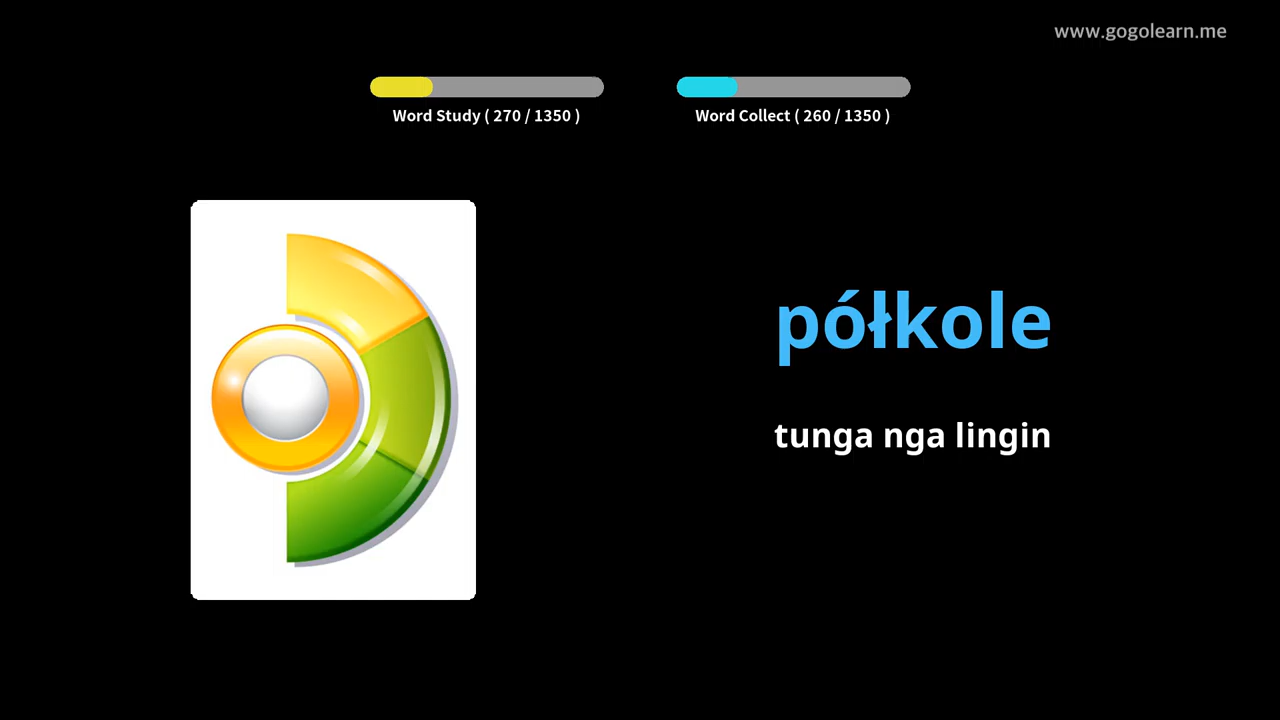 www.gogolearn.me
Word Study ( 270 / 1350 )
Word Collect ( 260 / 1350 )
półkole
tunga nga lingin